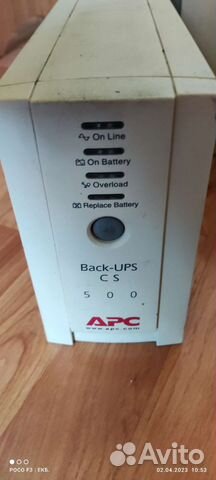 On Line
On Battery
Overload
Replace Battery
Back-UPS
CS
500
APC
www.apc.com
POCO F3 | EKБ.
02.04.2023 10:53
Avito